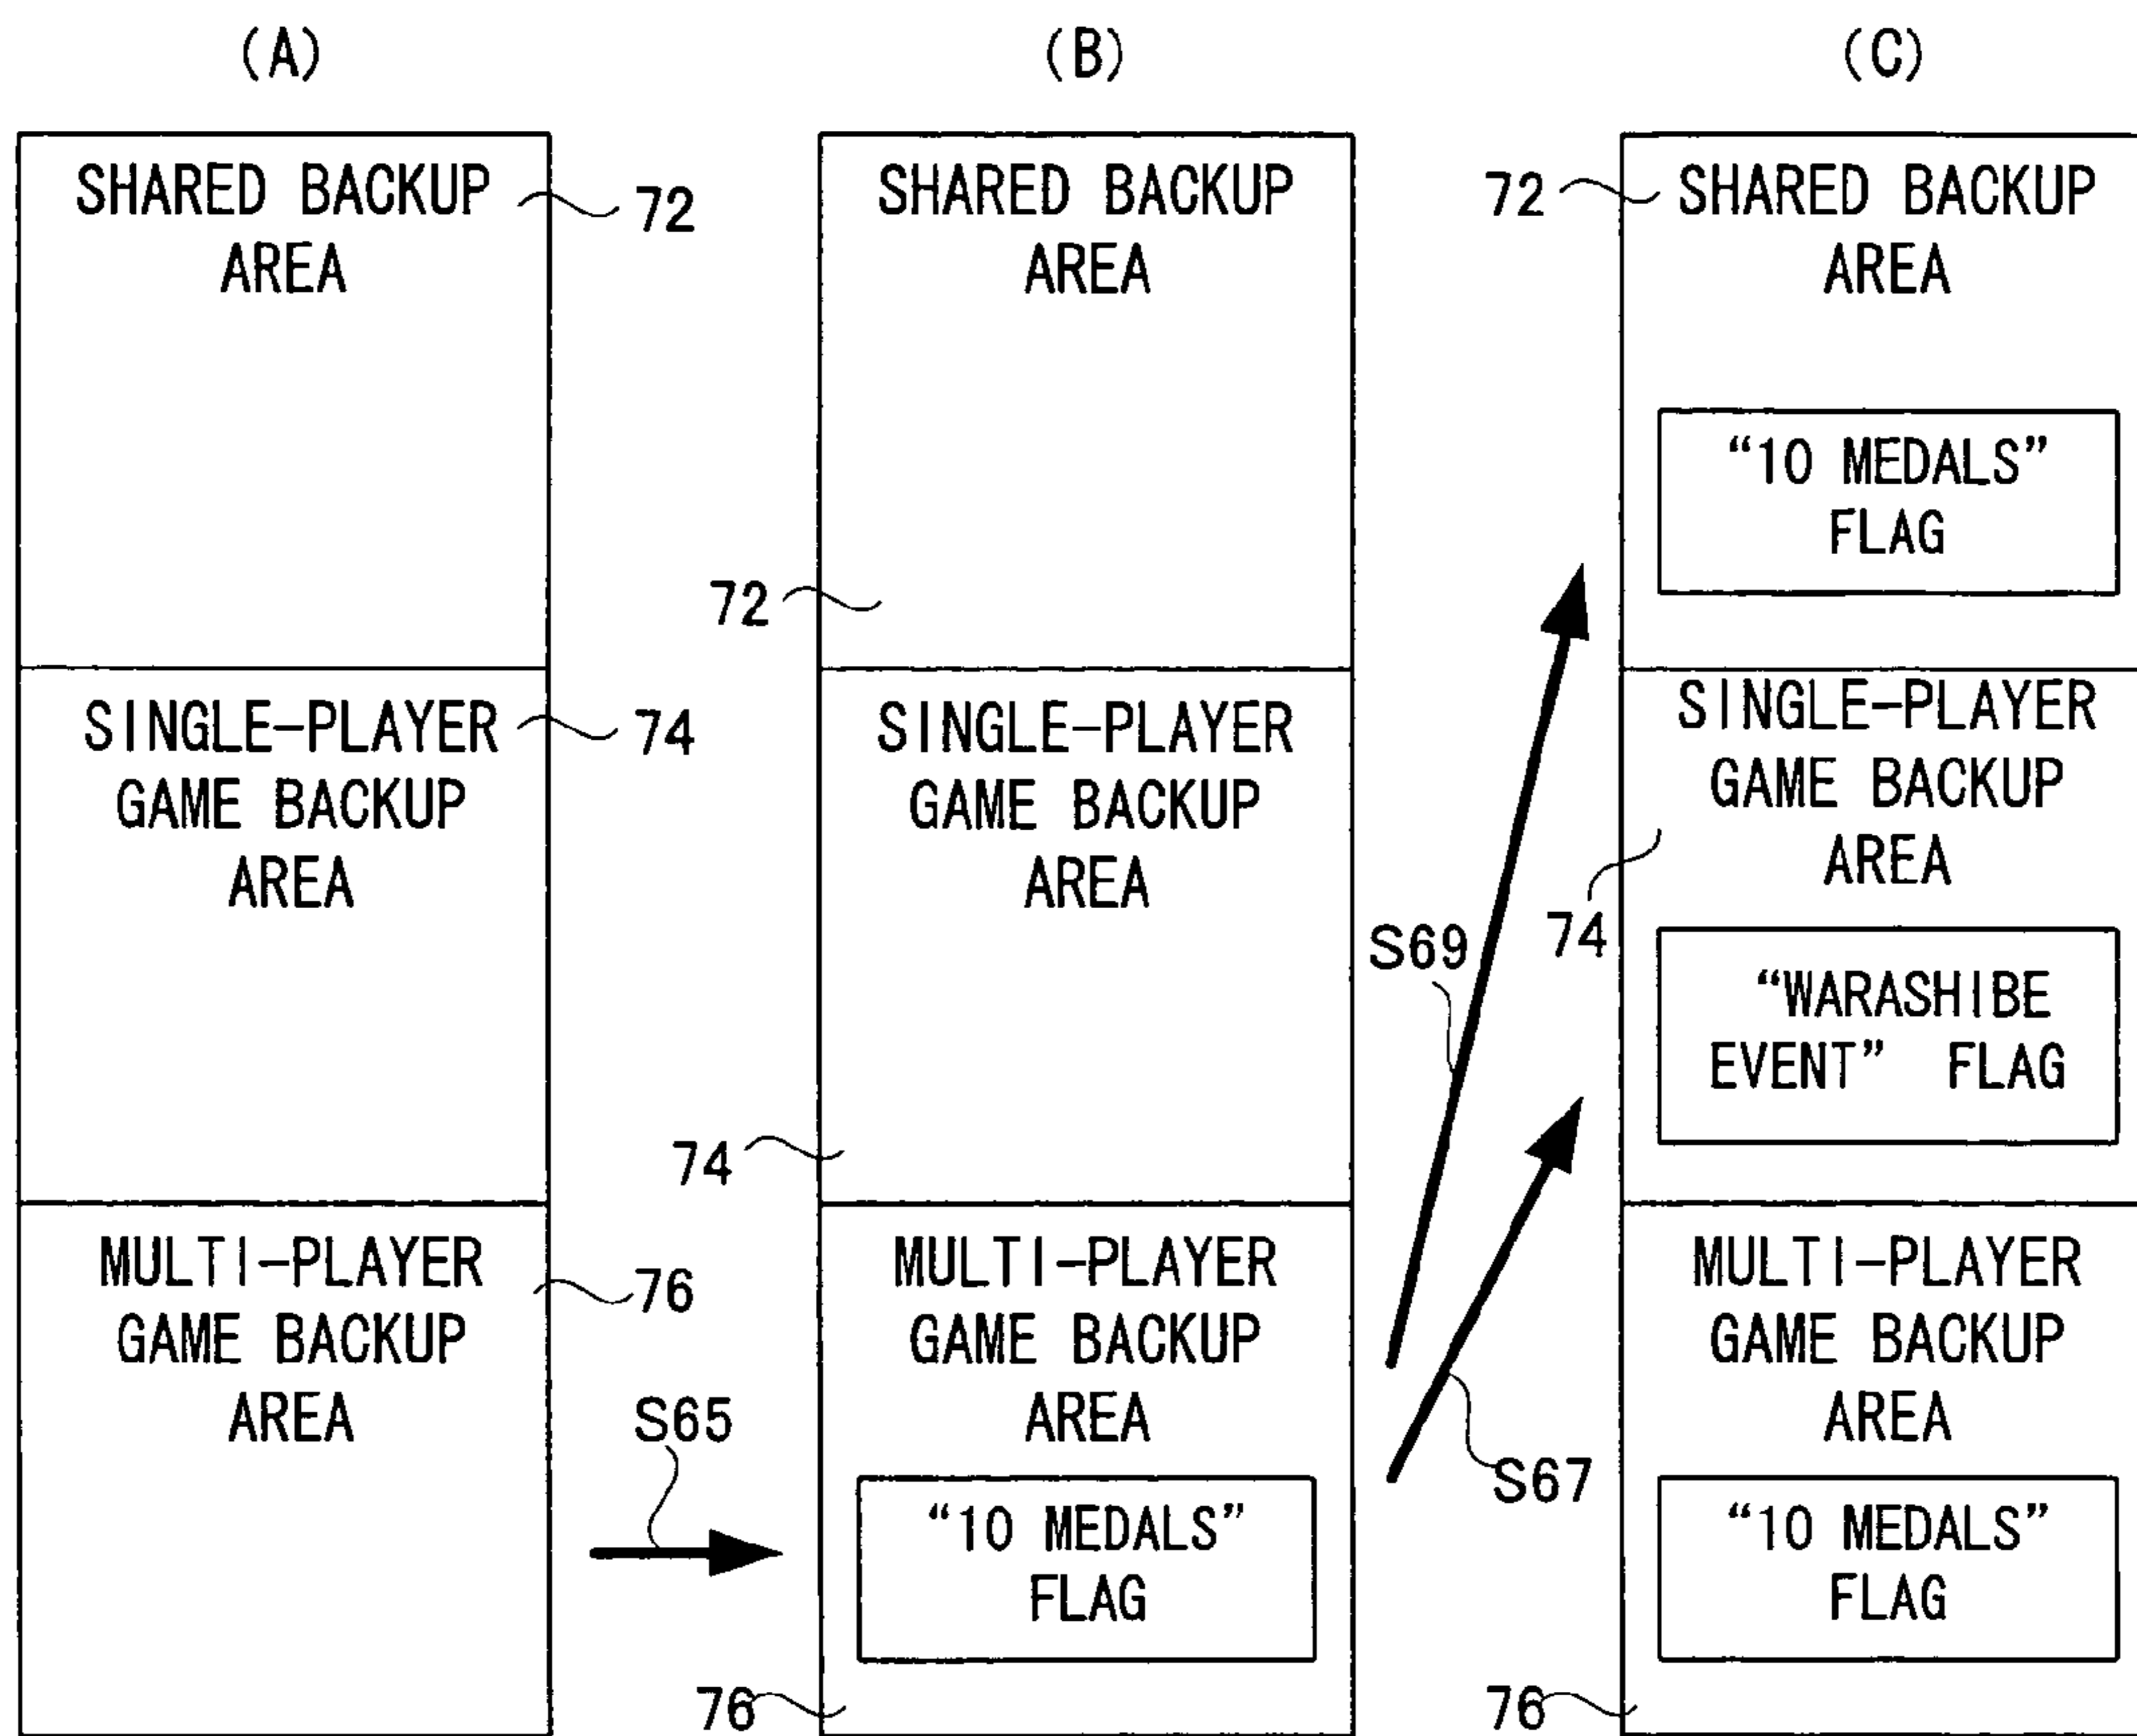 (A)
SHARED BACKUP
AREA
72
SINGLE-PLAYER
GAME BACKUP
AREA
74
MULTI-PLAYER
GAME BACKUP
AREA
76
S65
(B)
SHARED BACKUP
AREA
72
SINGLE-PLAYER
GAME BACKUP
AREA
74
MULTI-PLAYER
GAME BACKUP
AREA
“10 MEDALS”
FLAG
76
S69
S67
(C)
72
SHARED BACKUP
AREA
“10 MEDALS”
FLAG
SINGLE-PLAYER
GAME BACKUP
AREA
74
“WARASHIBE
EVENT” FLAG
MULTI-PLAYER
GAME BACKUP
AREA
“10 MEDALS”
FLAG
76